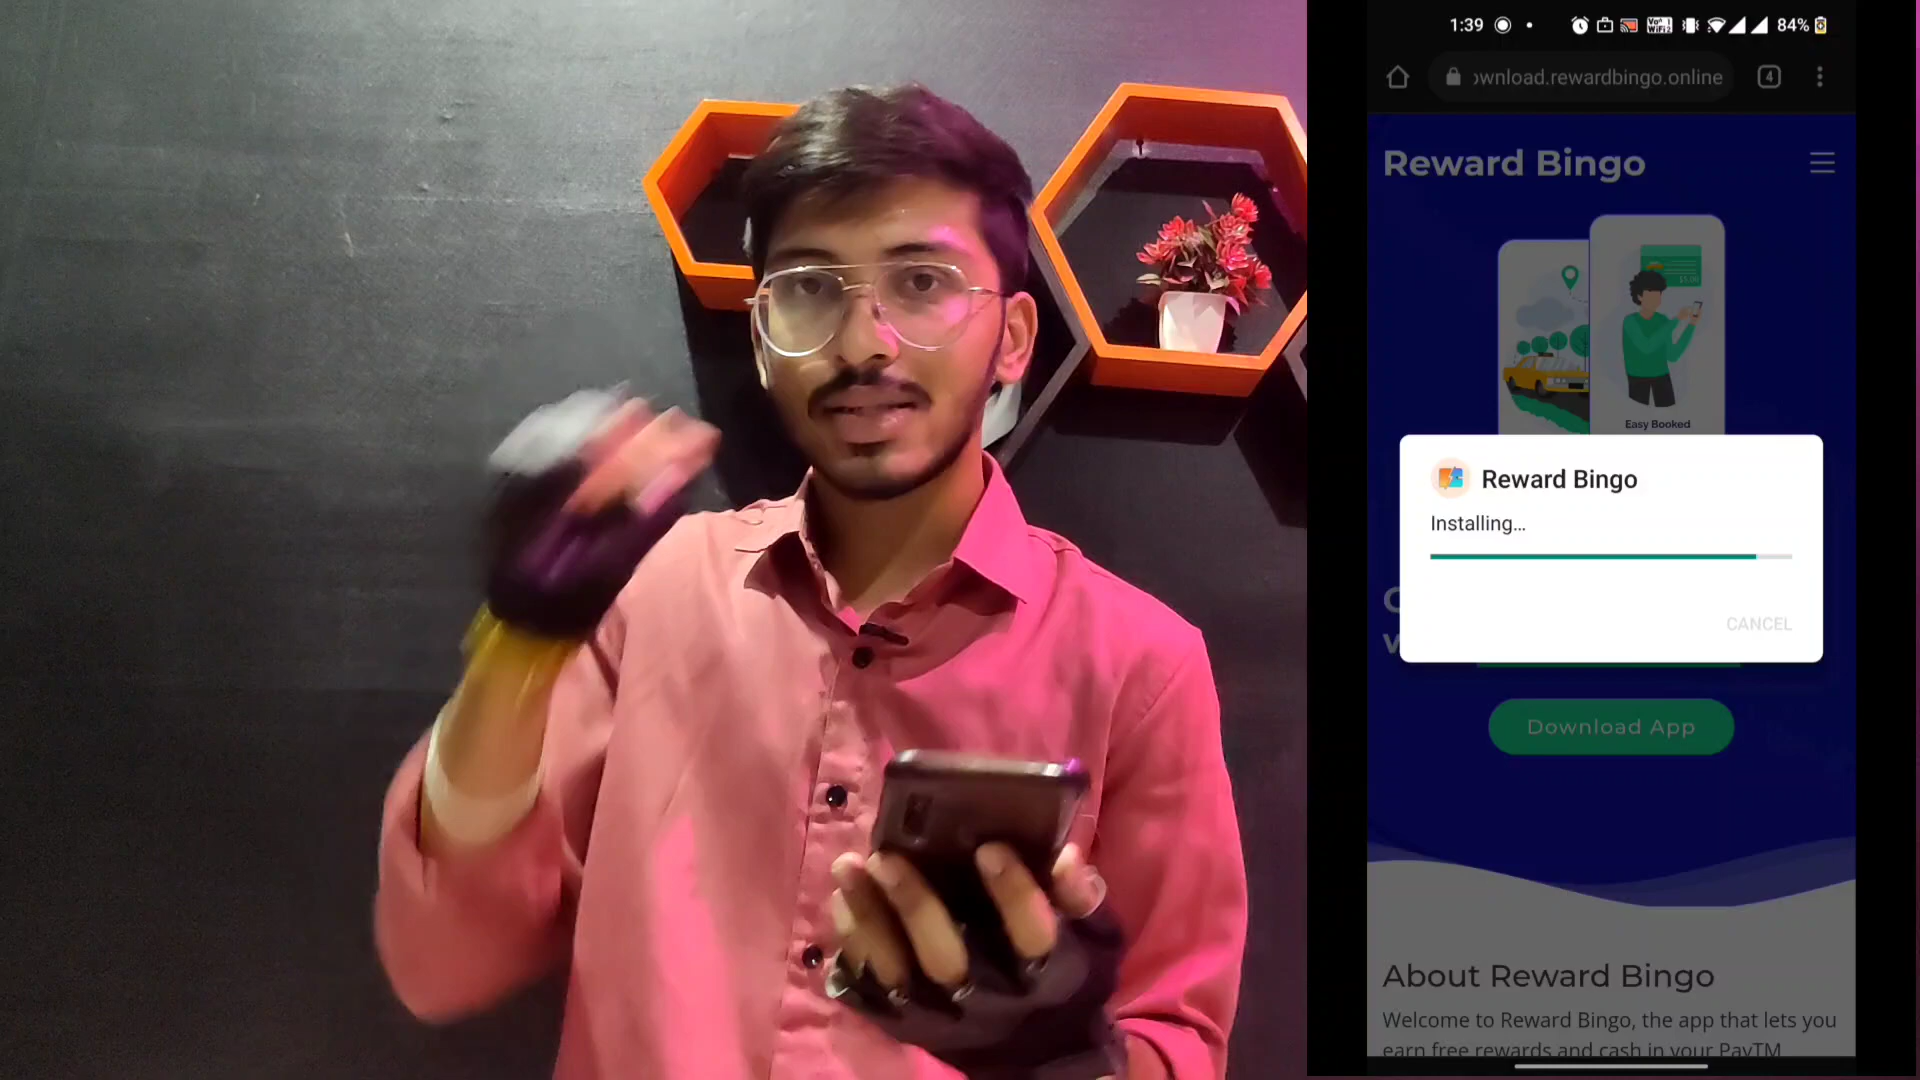 1:39
84%
ownload.rewardbingo.online
4
Reward Bingo
Easy Booked
Reward Bingo
Installing...
CANCEL
Download App
About Reward Bingo
Welcome to Reward Bingo, the app that lets you
earn free rewards and cash in your PayTM